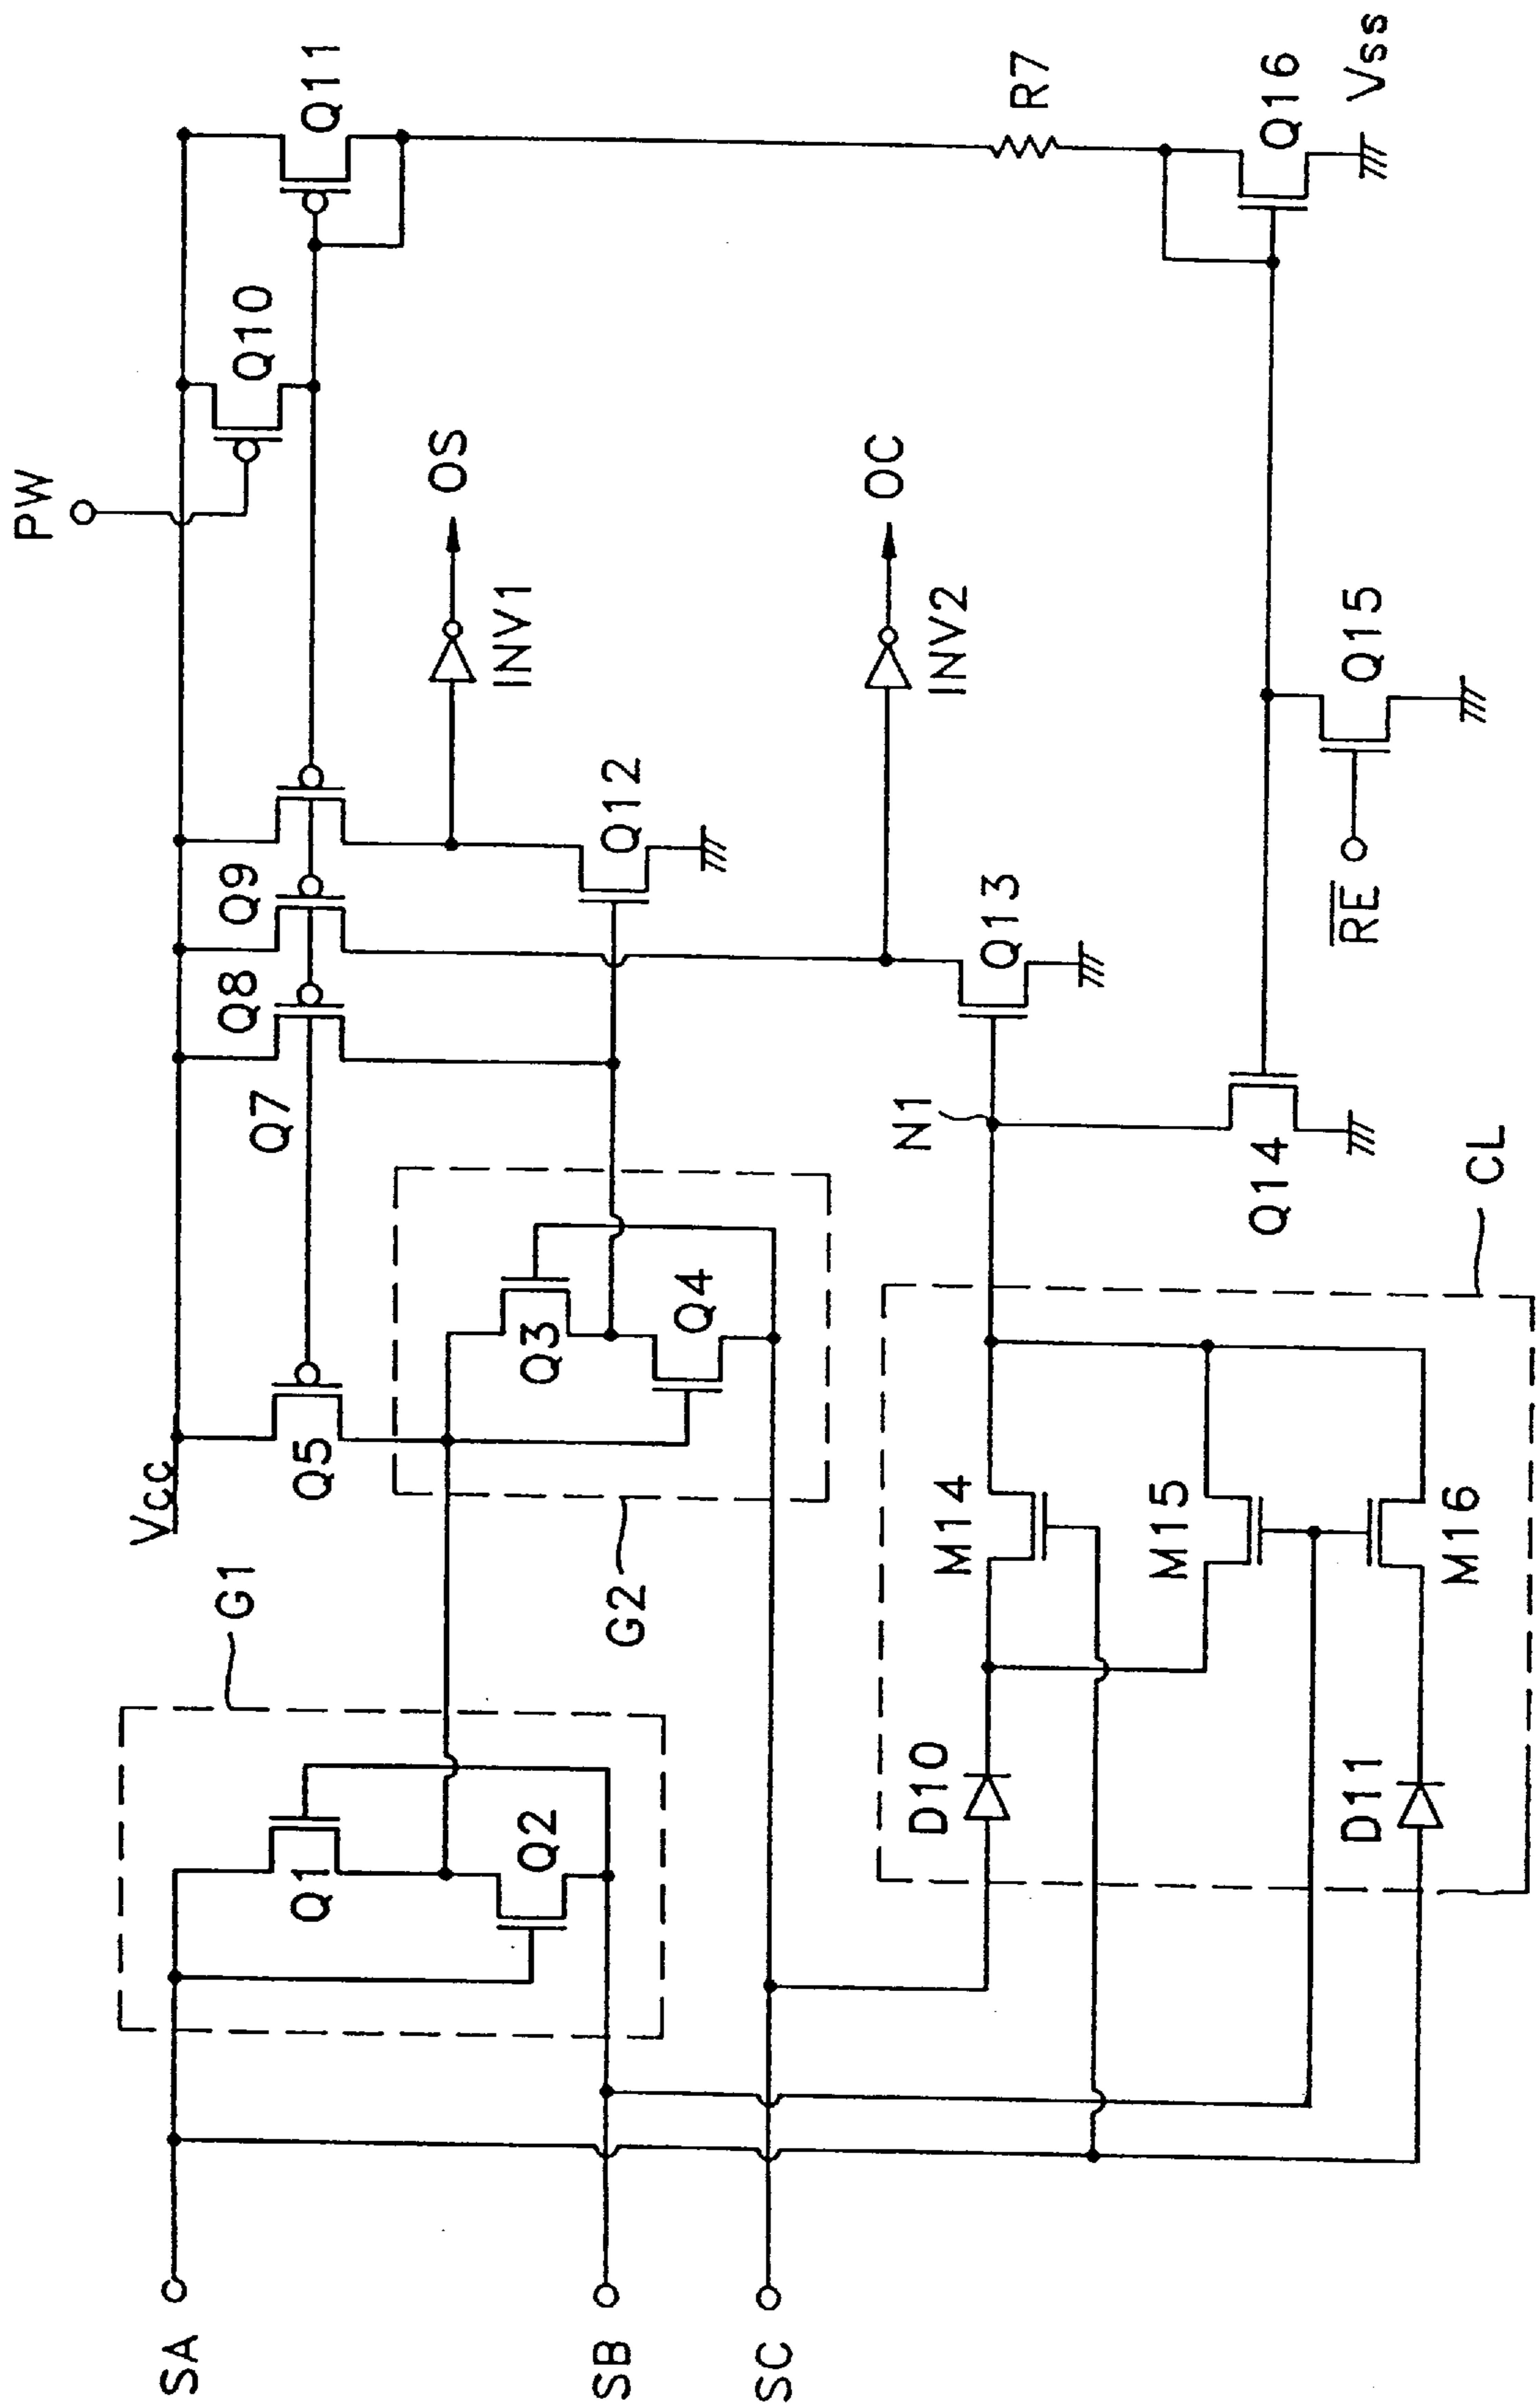 PW
Vcc
Q10
Q11
Q5
Q7
Q8
Q9
OS
INV1
G1
Q1
Q2
G2
Q3
Q4
Q12
OC
INV2
Q13
N1
R7
D10
M14
M15
D11
M16
CL
Q14
RE
Q15
Q16
Vss
SA
SB
SC